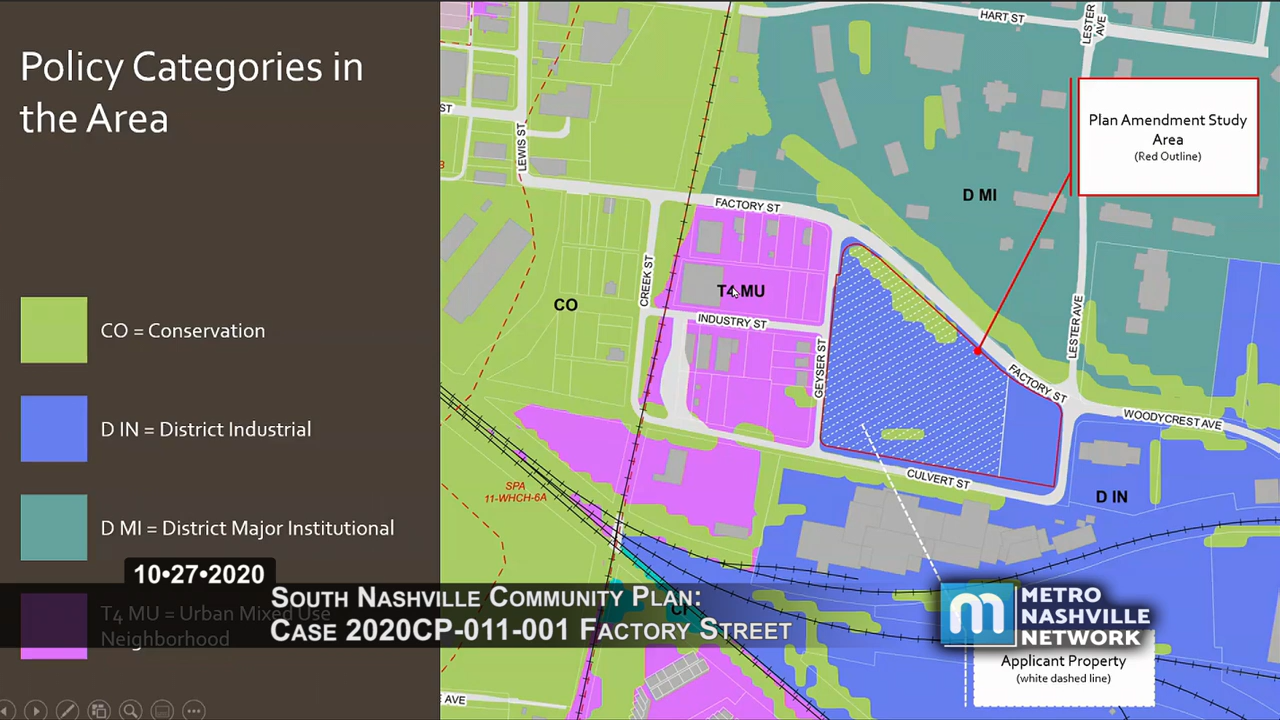 Policy Categories in
the Area
CO = Conservation
D IN = District Industrial
D MI = District Major Institutional
10•27•2020
T4 MU = Urban Mixed Use
Neighborhood
SOUTH NASHVILLE COMMUNITY PLAN:
CASE 2020CP-011-001 FACTORY STREET
HART ST
LESTER
AVE
Plan Amendment Study
Area
(Red Outline)
ST
LEWIS ST
D MI
FACTORY ST
CREEK ST
CO
T4 MU
INDUSTRY ST
GEYSER ST
LESTER AVE
FACTORY ST
WOODYCREST AVE
CULVERT ST
D IN
SPA
11-WHCH-6A
m
METRO
NASHVILLE
NETWORK
Applicant Property
(white dashed line)
AVE